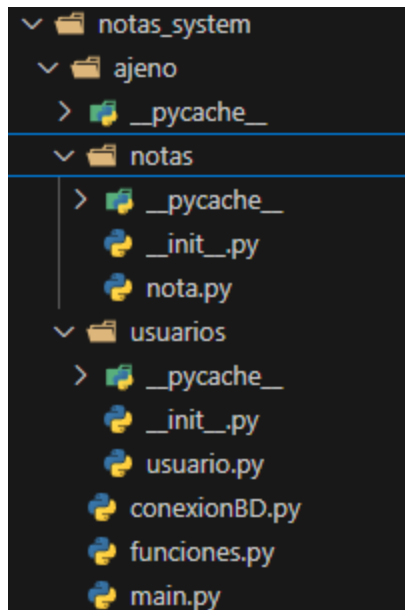 notas_system
ajeno
__pycache__
notas
__pycache__
__init__.py
nota.py
usuarios
__pycache__
__init__.py
usuario.py
conexionBD.py
funciones.py
main.py